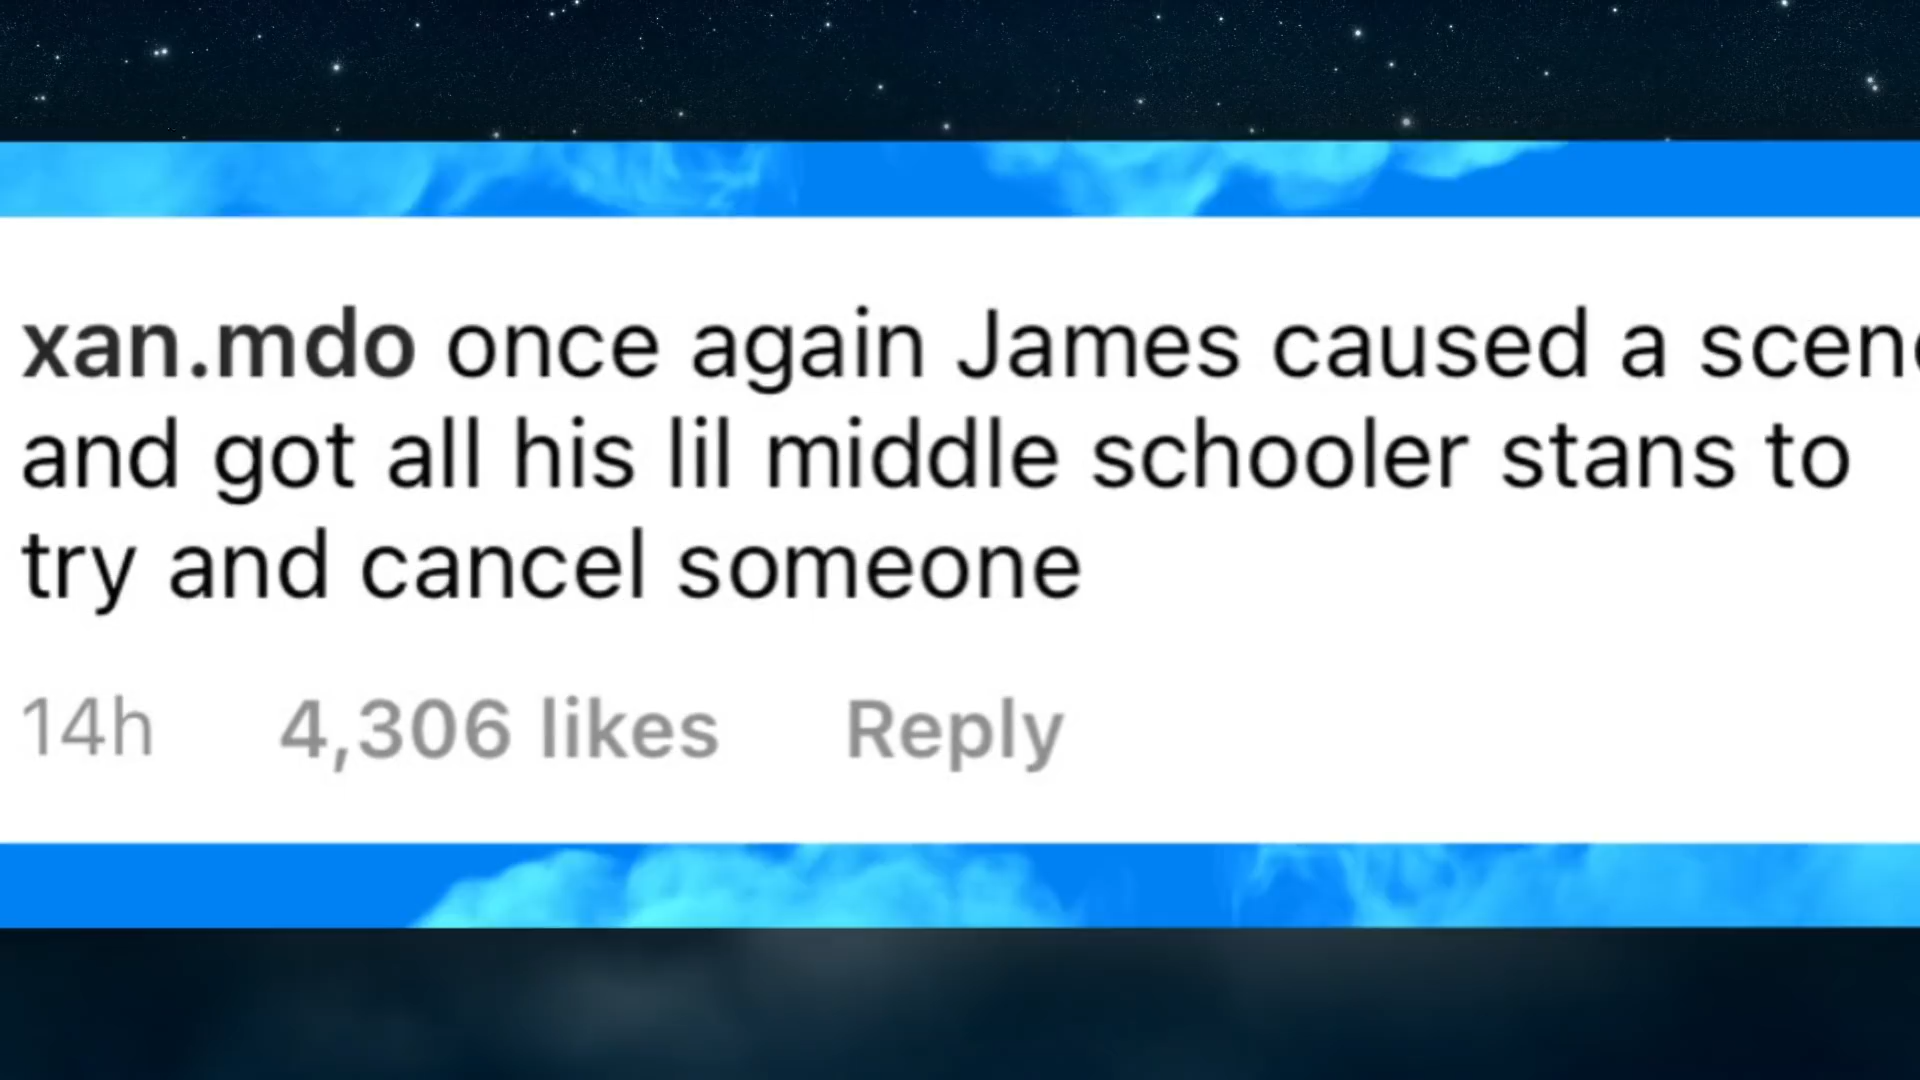 xan.mdo once again James caused a scen
and got all his lil middle schooler stans to
try and cancel someone
14h 4,306 likes Reply